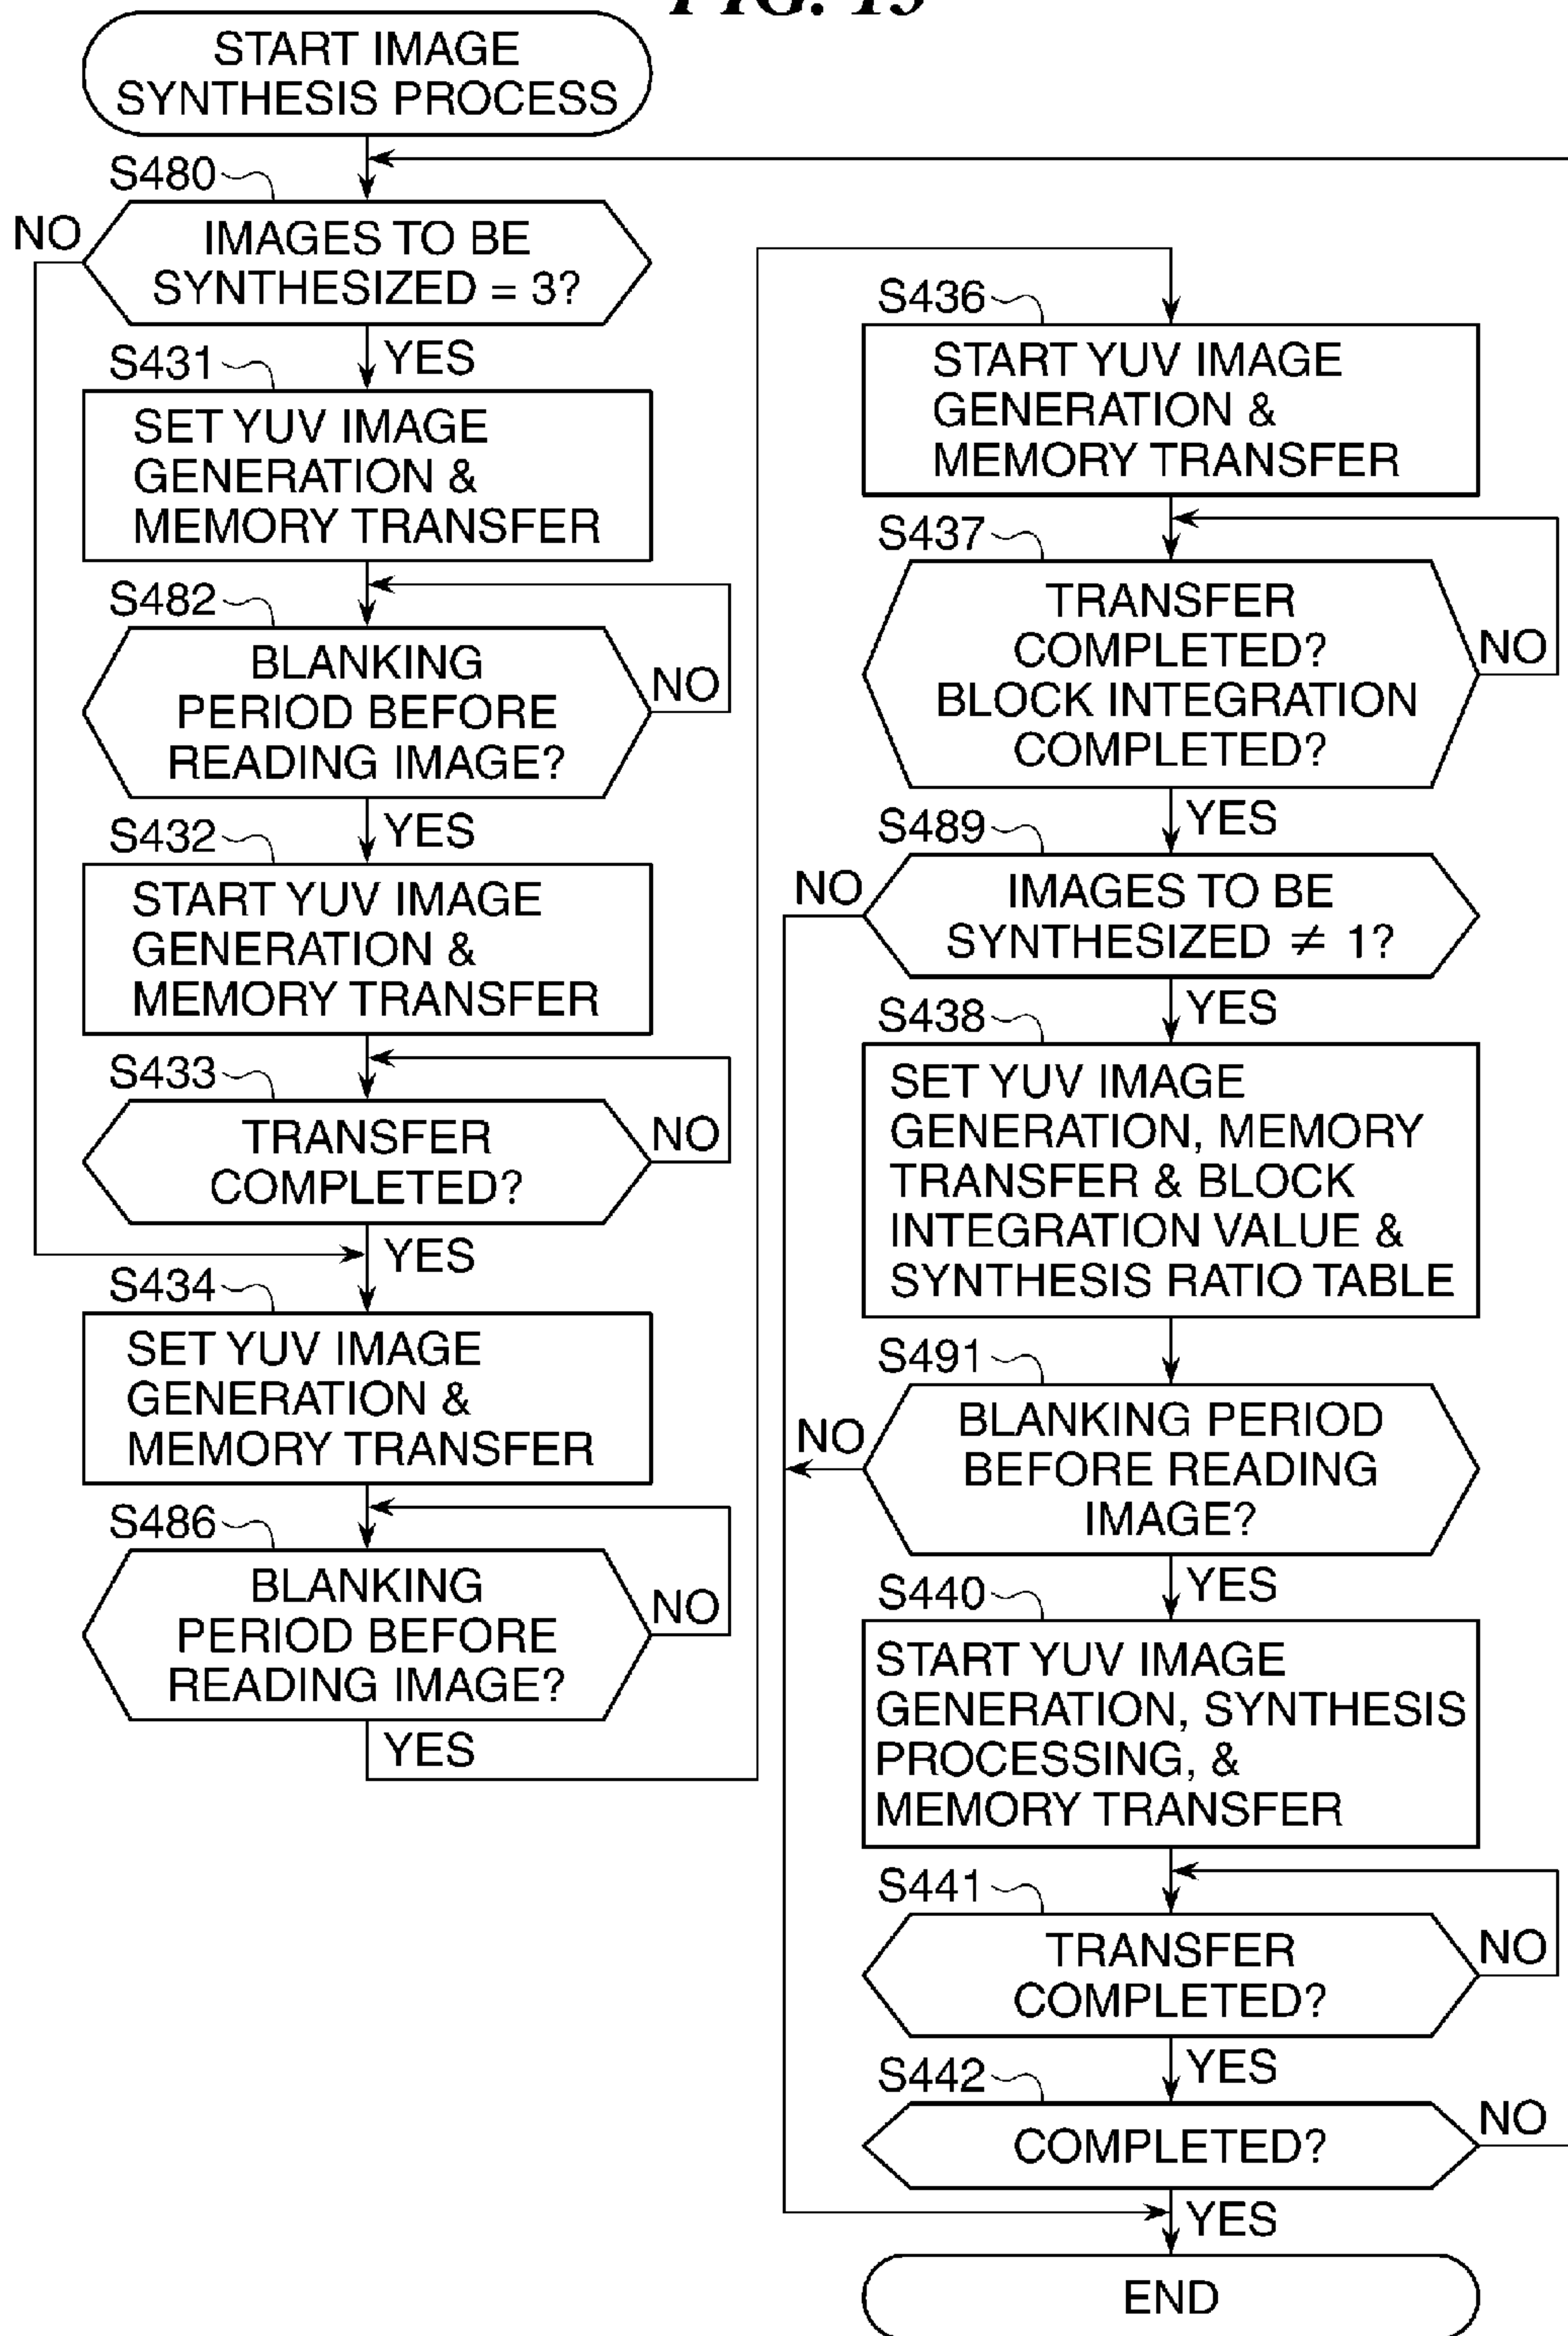 FIG. 15
START IMAGE
SYNTHESIS PROCESS
S480
NO
IMAGES TO BE
SYNTHESIZED = 3?
YES
S431
SET YUV IMAGE
GENERATION &
MEMORY TRANSFER
S482
BLANKING
PERIOD BEFORE
READING IMAGE?
NO
YES
S432
START YUV IMAGE
GENERATION &
MEMORY TRANSFER
S433
TRANSFER
COMPLETED?
NO
YES
S434
SET YUV IMAGE
GENERATION &
MEMORY TRANSFER
S486
BLANKING
PERIOD BEFORE
READING IMAGE?
NO
YES
S436
START YUV IMAGE
GENERATION &
MEMORY TRANSFER
S437
TRANSFER
COMPLETED?
BLOCK INTEGRATION
COMPLETED?
NO
YES
S489
NO
IMAGES TO BE
SYNTHESIZED ≠ 1?
YES
S438
SET YUV IMAGE
GENERATION, MEMORY
TRANSFER & BLOCK
INTEGRATION VALUE &
SYNTHESIS RATIO TABLE
S491
NO
BLANKING PERIOD
BEFORE READING
IMAGE?
YES
S440
START YUV IMAGE
GENERATION, SYNTHESIS
PROCESSING, &
MEMORY TRANSFER
S441
TRANSFER
COMPLETED?
NO
YES
S442
COMPLETED?
NO
YES
END